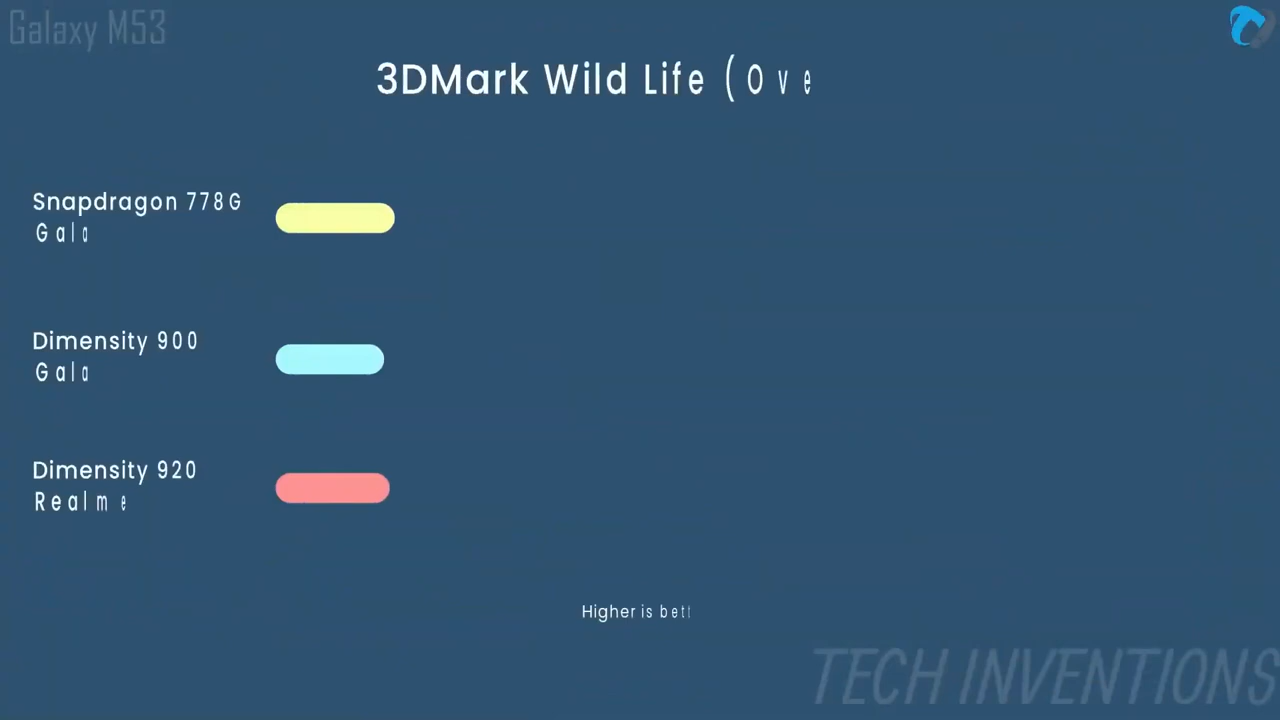 Galaxy M53
3DMark Wild Life (Ove
Snapdragon 778G
Gala
Dimensity 900
Gala
Dimensity 920
Realme
Higher is bett
TECH INVENTIONS